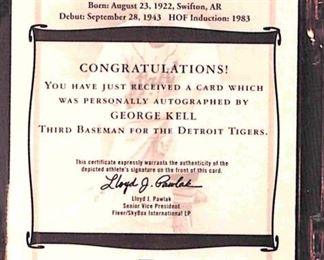 Born: August 23, 1922, Swifton, AR
Debut: September 28, 1943 HOF Induction: 1983
CONGRATULATIONS!
YOU HAVE JUST RECEIVED A CARD WHICH
WAS PERSONALLY AUTOGRAPHED BY
GEORGE KELL
THIRD BASEMAN FOR THE DETROIT TIGERS.
This certificate expressly warrants the authenticity of the
depicted athlete's signature on the front of this card.
Lloyd J. Pawlak
Lloyd J. Pawlak
Senior Vice President
Fleer/SkyBox International LP